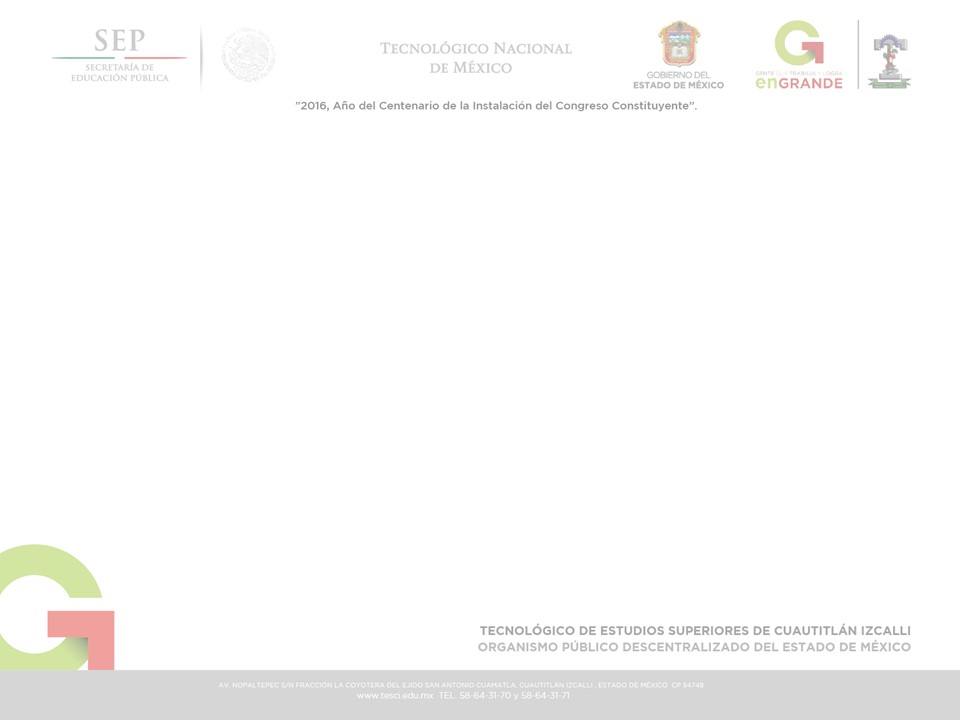 SEP
SECRETARÍA DE
EDUCACIÓN PÚBLICA
TECNOLÓGICO NACIONAL
DE MÉXICO
GOBIERNO DEL
ESTADO DE MÉXICO
GENTE QUE TRABAJA Y LOGRA
enGRANDE
"2016, Año del Centenario de la Instalación del Congreso Constituyente".
TECNOLÓGICO DE ESTUDIOS SUPERIORES DE CUAUTITLÁN IZCALLI
ORGANISMO PÚBLICO DESCENTRALIZADO DEL ESTADO DE MÉXICO
AV. NOPALTEPEC S/N FRACCIÓN LA COYOTERA DEL EJIDO SAN ANTONIO CUAMATLA, CUAUTITLÁN IZCALLI , ESTADO DE MÉXICO CP 54748
www.tesci.edu.mx TEL. 58-64-31-70 y 58-64-31-71